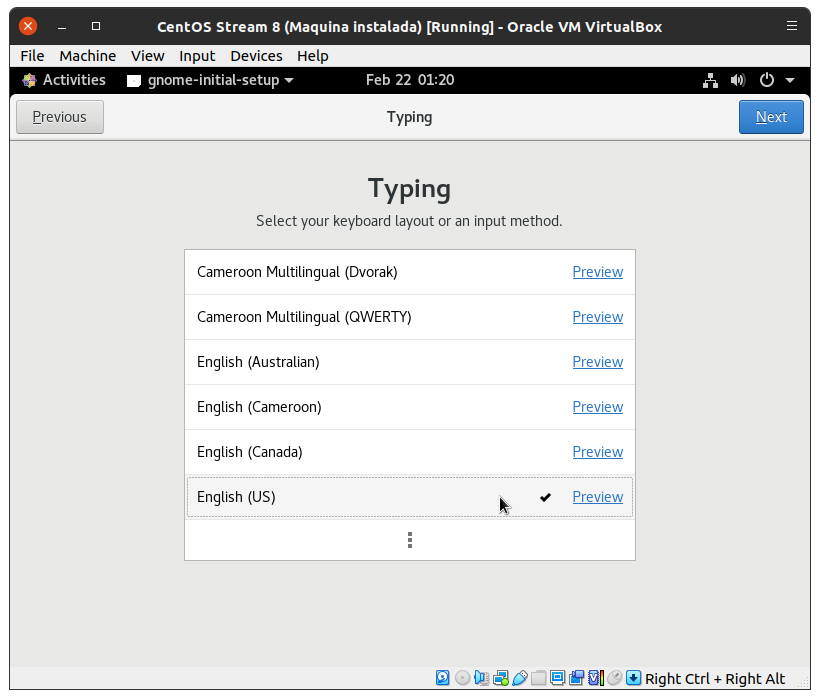 CentOS Stream 8 (Maquina instalada) [Running] - Oracle VM VirtualBox
File Machine View Input Devices Help
Activities gnome-initial-setup Feb 22 01:20
Previous Typing Next
Typing
Select your keyboard layout or an input method.
Cameroon Multilingual (Dvorak) Preview
Cameroon Multilingual (QWERTY) Preview
English (Australian) Preview
English (Cameroon) Preview
English (Canada) Preview
English (US) Preview
Right Ctrl + Right Alt